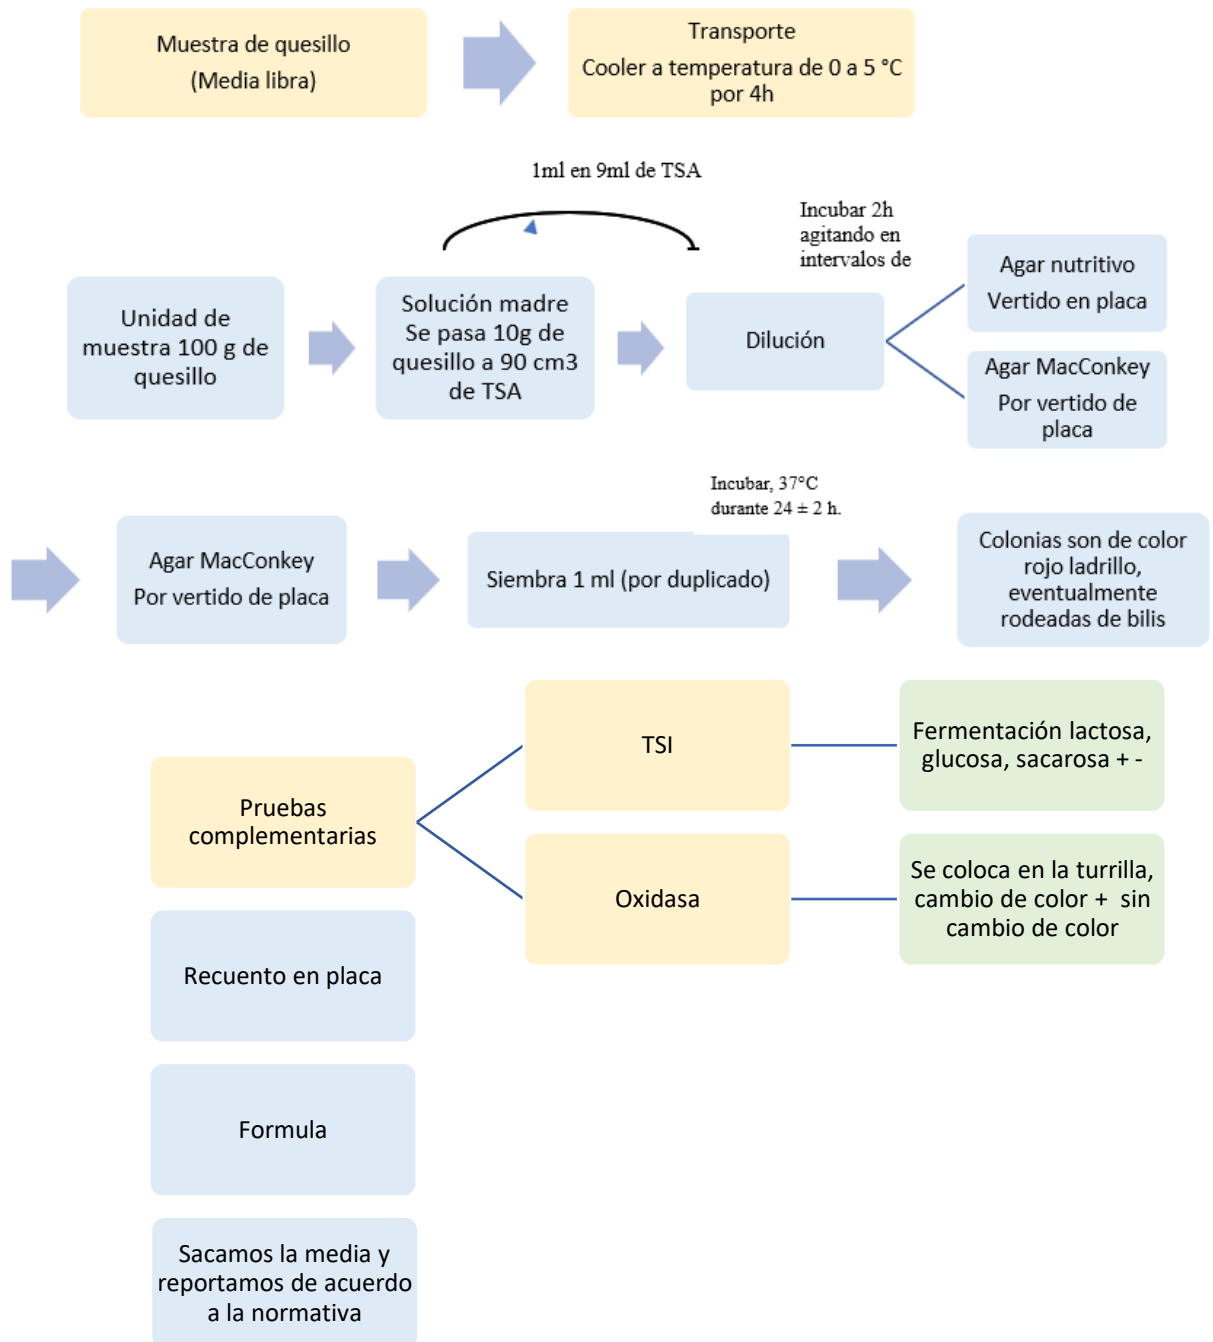 Muestra de quesillo
(Media libra)
Transporte
Cooler a temperatura de 0 a 5 °C
por 4h
1ml en 9ml de TSA
Incubar 2h
agitando en
intervalos de
Unidad de
muestra 100 g de
quesillo
Solución madre
Se pasa 10g de
quesillo a 90 cm3
de TSA
Dilución
Agar nutritivo
Vertido en placa
Agar MacConkey
Por vertido de
placa
Incubar, 37°C
durante 24 ± 2 h.
Agar MacConkey
Por vertido de placa
Siembra 1 ml (por duplicado)
Colonias son de color
rojo ladrillo,
eventualmente
rodeadas de bilis
Pruebas
complementarias
TSI
Fermentación lactosa,
glucosa, sacarosa + -
Oxidasa
Se coloca en la turrilla,
cambio de color +  sin
cambio de color
Recuento en placa
Formula
Sacamos la media y
reportamos de acuerdo
a la normativa